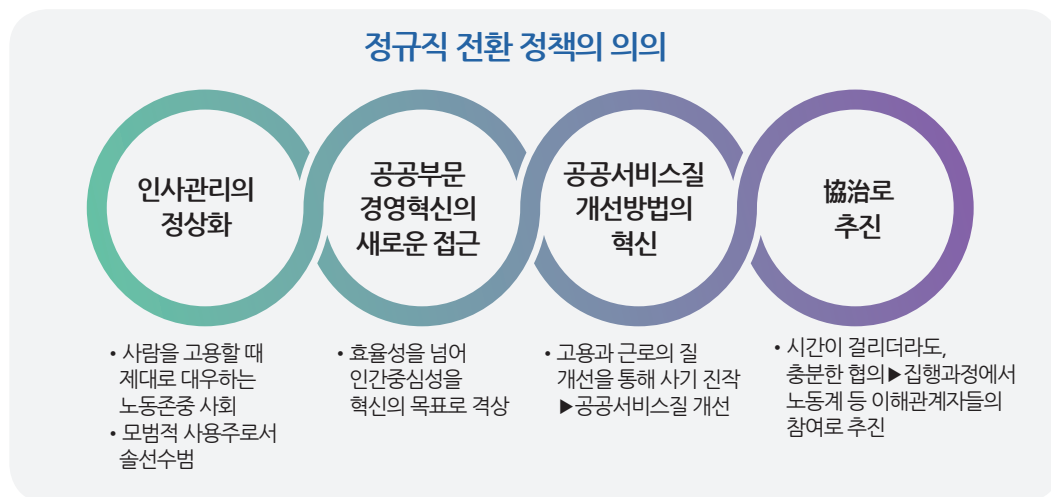 정규직 전환 정책의 의의
인사관리의
정상화
공공부문
경영혁신의
새로운 접근
공공서비스질
개선방법의
혁신
協治로
추진
• 사람을 고용할 때
제대로 대우하는
노동존중 사회
• 모범적 사용주로서
솔선수범
• 효율성을 넘어
인간중심성을
혁신의 목표로 격상
• 고용과 근로의 질
개선을 통해 사기 진작
▶공공서비스질 개선
• 시간이 걸리더라도,
충분한 협의▶집행과정에서
노동계 등 이해관계자들의
참여로 추진